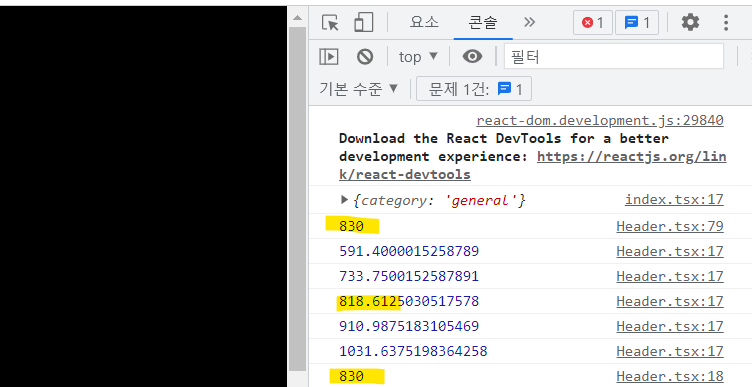 요소 콘솔 » 1 1
top 필터
기본 수준 문제 1건: 1
react-dom.development.js:29840
Download the React DevTools for a better
development experience: https://reactjs.org/lin
k/react-devtools
{category: 'general'} index.tsx:17
830 Header.tsx:79
591.4000015258789 Header.tsx:17
733.7500152587891 Header.tsx:17
818.6125030517578 Header.tsx:17
910.9875183105469 Header.tsx:17
1031.6375198364258 Header.tsx:17
830 Header.tsx:18